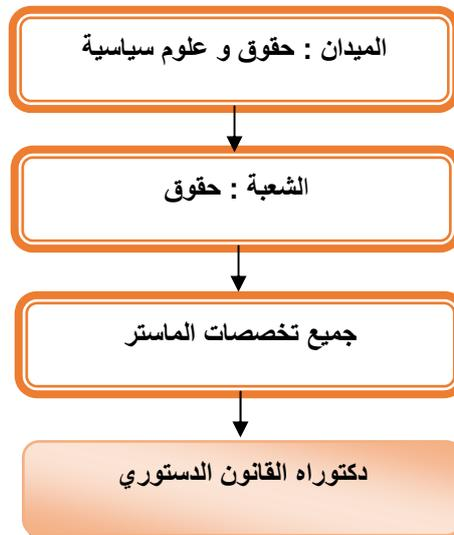 الميدان : حقوق و علوم سياسية
الشعبة : حقوق
جميع تخصصات الماستر
دكتوراه القانون الدستوري